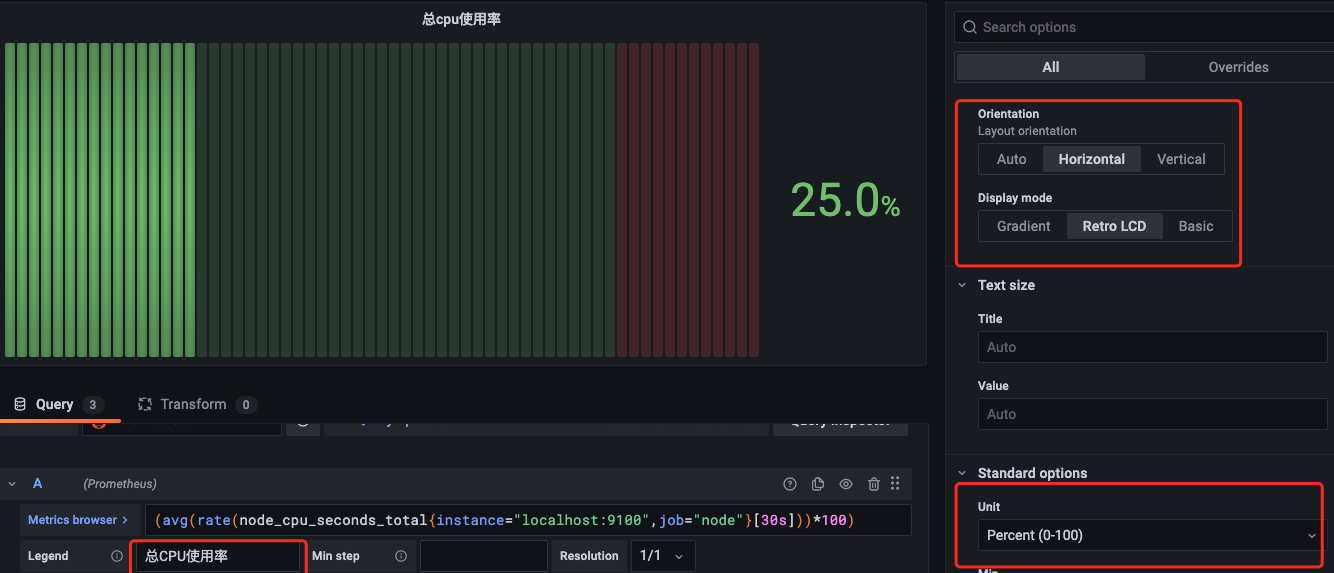 总cpu使用率
25.0%
Search options
All
Overrides
Orientation
Layout orientation
Auto
Horizontal
Vertical
Display mode
Gradient
Retro LCD
Basic
Text size
Title
Auto
Value
Auto
Standard options
Unit
Percent (0-100)
Query 3
Transform 0
A (Prometheus)
Metrics browser >
(avg(rate(node_cpu_seconds_total{instance="localhost:9100",job="node"}[30s]))*100)
Legend
总CPU使用率
Min step
Resolution
1/1